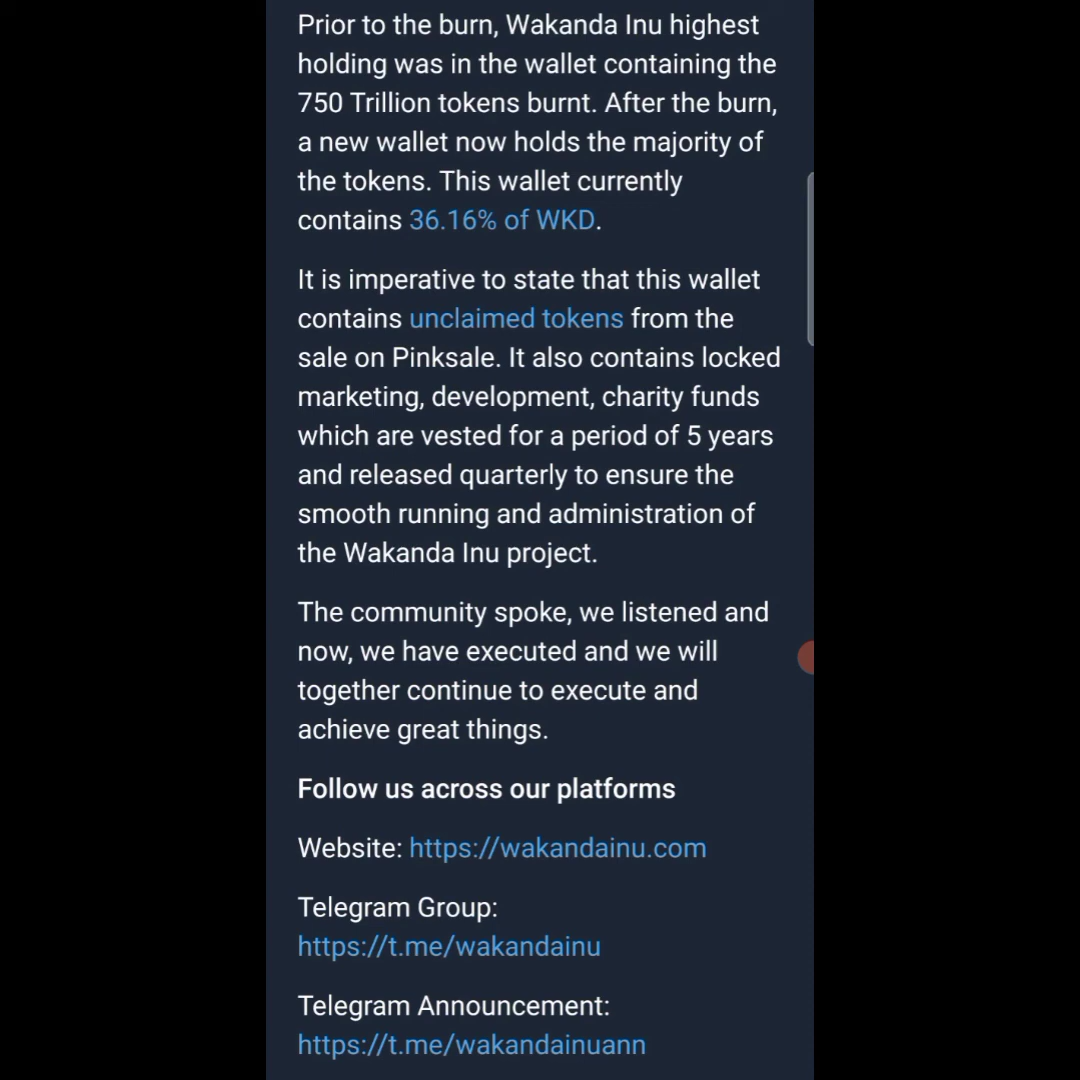 Prior to the burn, Wakanda Inu highest
holding was in the wallet containing the
750 Trillion tokens burnt. After the burn,
a new wallet now holds the majority of
the tokens. This wallet currently
contains 36.16% of WKD.
It is imperative to state that this wallet
contains unclaimed tokens from the
sale on Pinksale. It also contains locked
marketing, development, charity funds
which are vested for a period of 5 years
and released quarterly to ensure the
smooth running and administration of
the Wakanda Inu project.
The community spoke, we listened and
now, we have executed and we will
together continue to execute and
achieve great things.
Follow us across our platforms
Website: https://wakandainu.com
Telegram Group:
https://t.me/wakandainu
Telegram Announcement:
https://t.me/wakandainuann